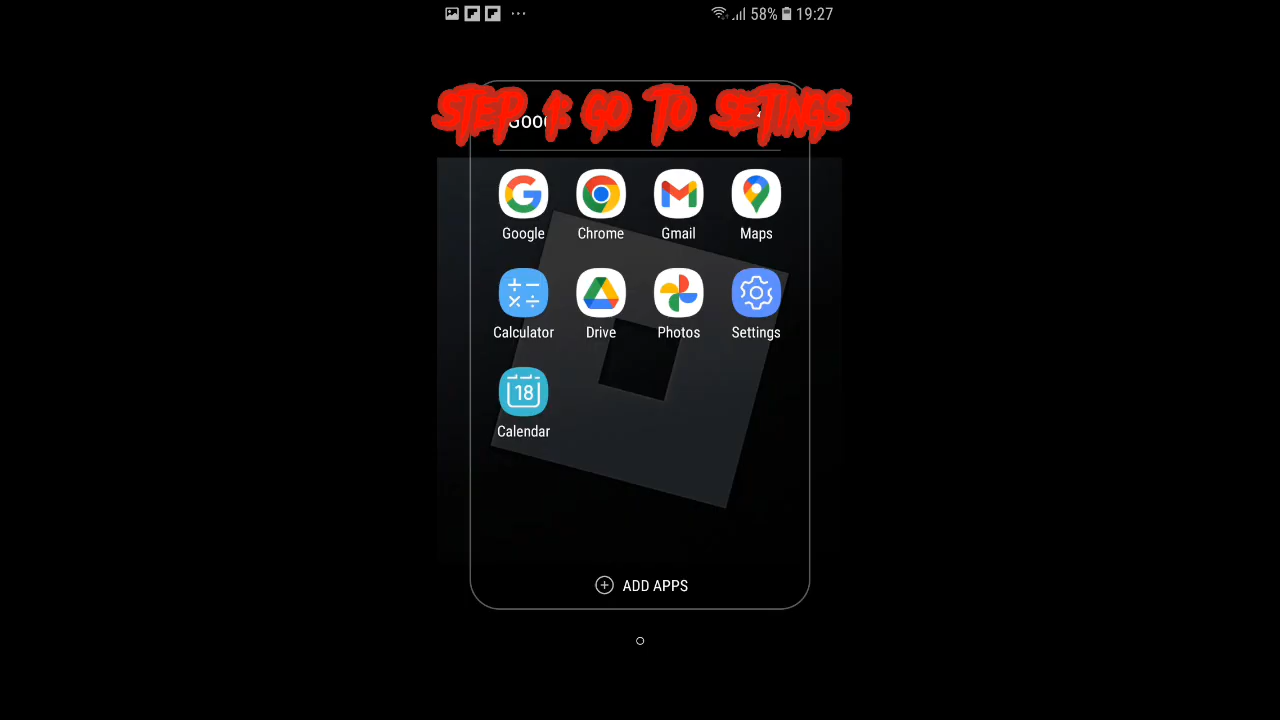 58% 19:27
STEP 1: GO TO SETINGS
Goo
Google Chrome Gmail Maps
Calculator Drive Photos Settings
18
Calendar
ADD APPS